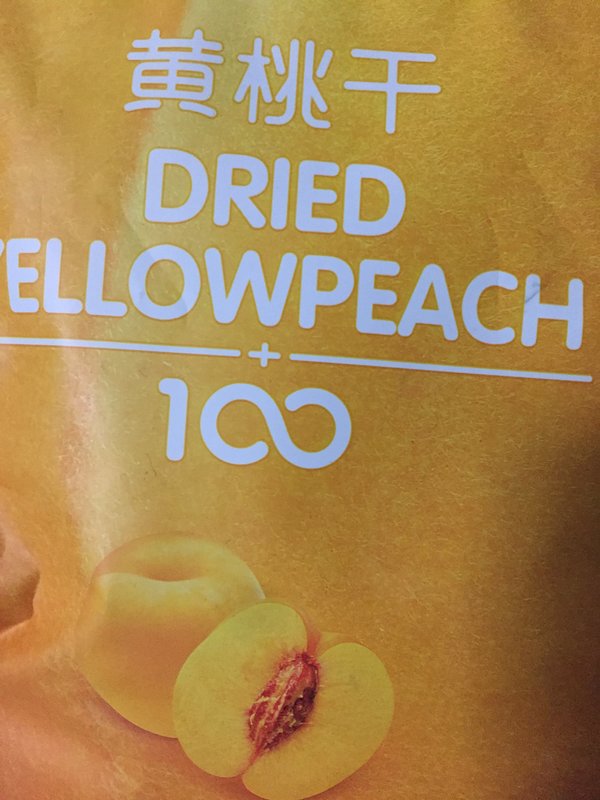 黄桃干
DRIED
YELLOWPEACH
+
100